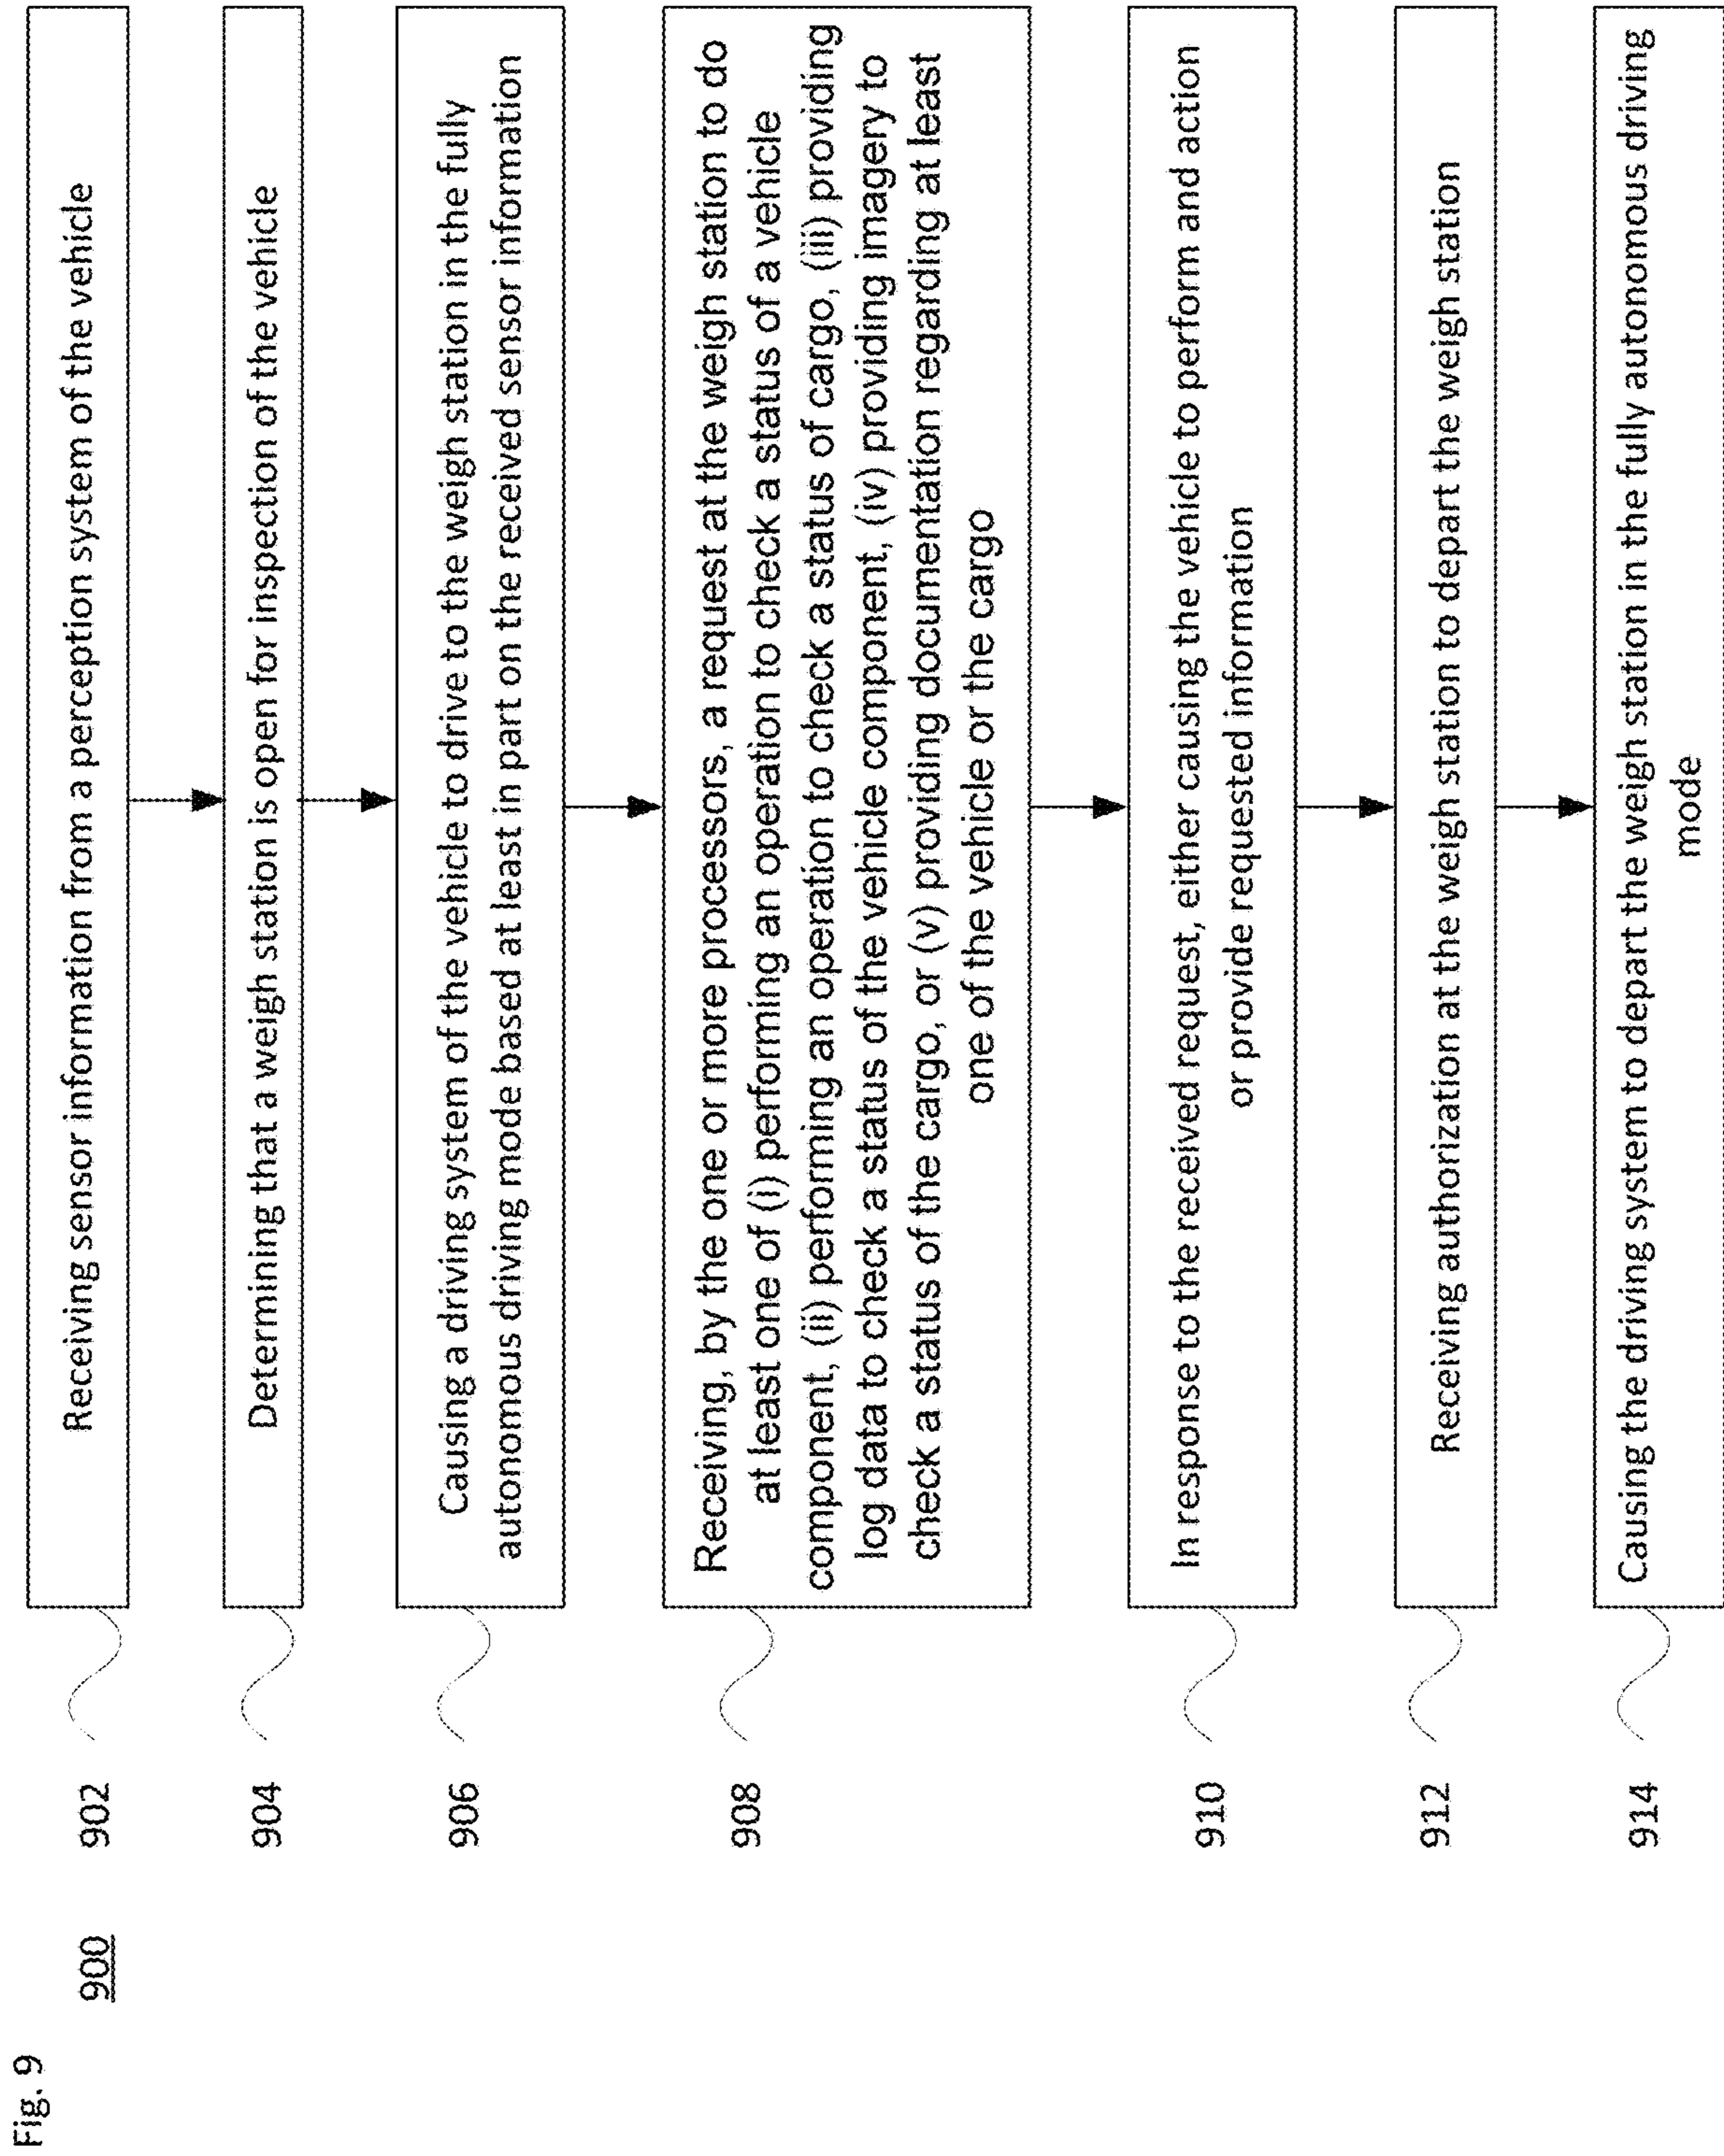 Fig. 9
900
902
Receiving sensor information from a perception system of the vehicle
904
Determining that a weigh station is open for inspection of the vehicle
906
Causing a driving system of the vehicle to drive to the weigh station in the fully
autonomous driving mode based at least in part on the received sensor information
908
Receiving, by the one or more processors, a request at the weigh station to do
at least one of (i) performing an operation to check a status of a vehicle
component, (ii) performing an operation to check a status of cargo, (iii) providing
log data to check a status of the vehicle component, (iv) providing imagery to
check a status of the cargo, or (v) providing documentation regarding at least
one of the vehicle or the cargo
910
In response to the received request, either causing the vehicle to perform and action
or provide requested information
912
Receiving authorization at the weigh station to depart the weigh station
914
Causing the driving system to depart the weigh station in the fully autonomous driving
mode